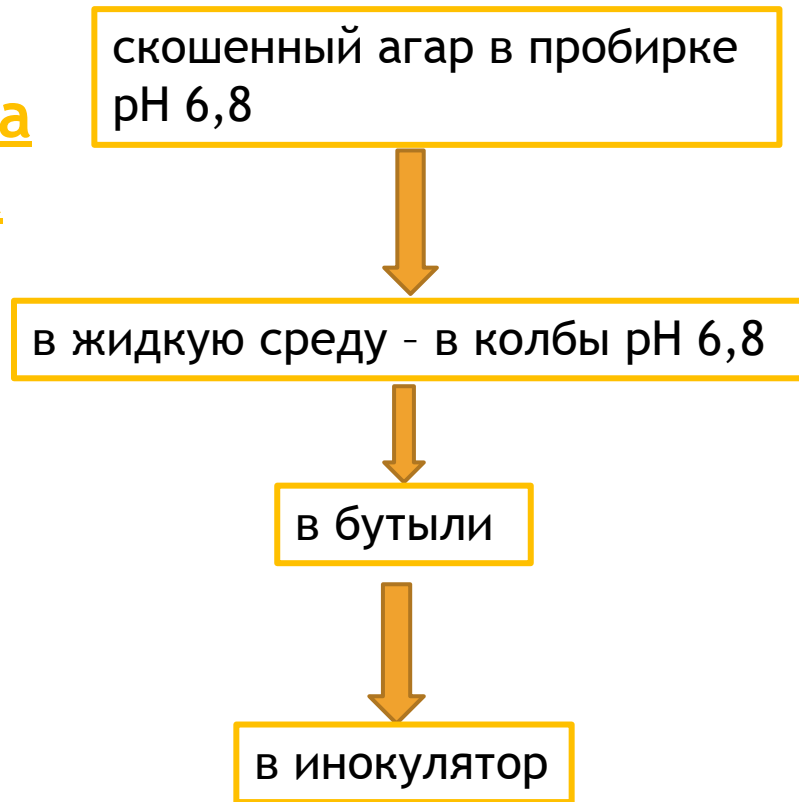 скошенный агар в пробирке
рН 6,8
а
в жидкую среду – в колбы рН 6,8
в бутыли
в инокулятор